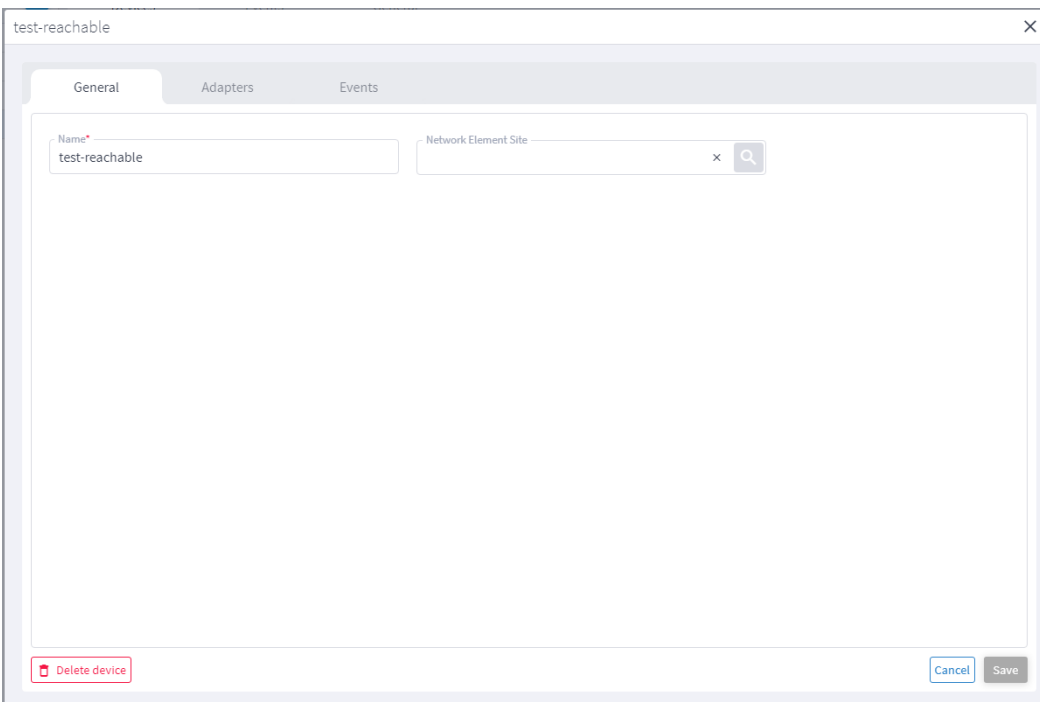 test-reachable
General Adapters Events
Name* Network Element Site
test-reachable
Delete device Cancel Save